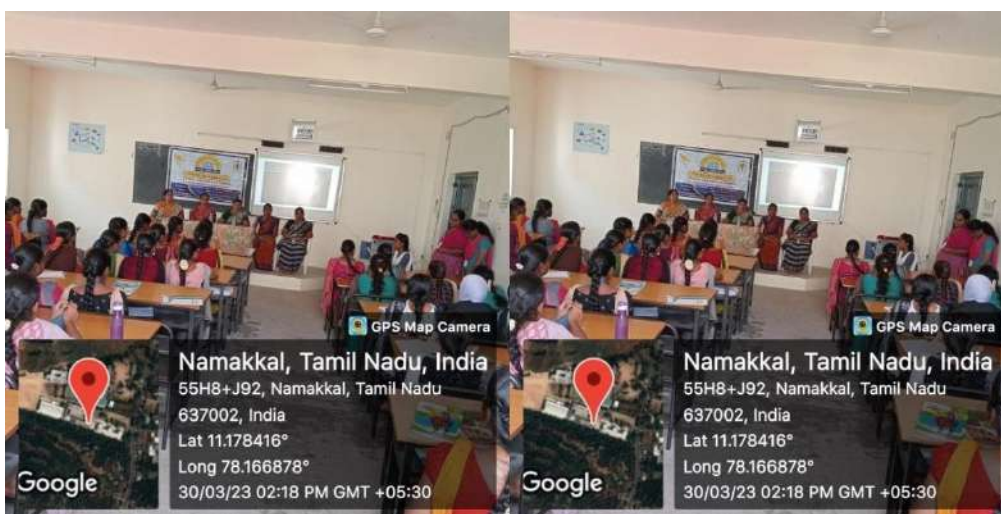 GPS Map Camera
Namakkal, Tamil Nadu, India
55H8+J92, Namakkal, Tamil Nadu
637002, India
Lat 11.178416°
Long 78.166878°
30/03/23 02:18 PM GMT +05:30
Google
GPS Map Camera
Namakkal, Tamil Nadu, India
55H8+J92, Namakkal, Tamil Nadu
637002, India
Lat 11.178416°
Long 78.166878°
30/03/23 02:18 PM GMT +05:30
Google